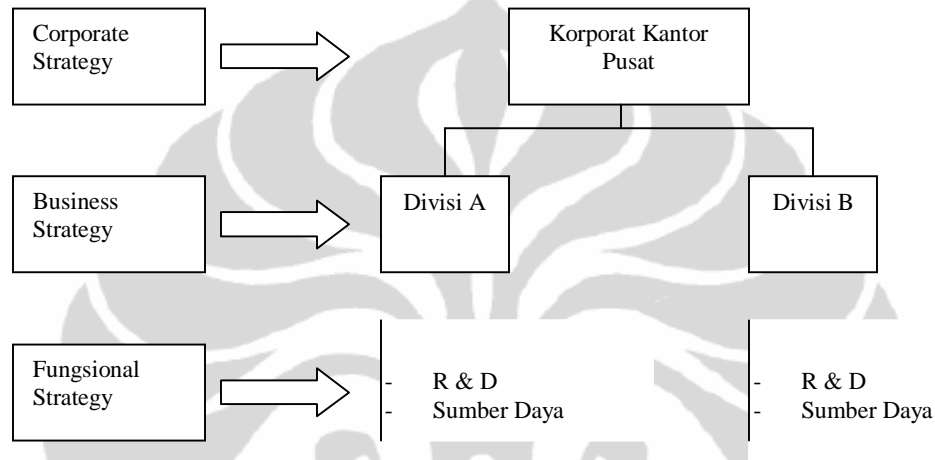 Corporate
Strategy
Korporat Kantor
Pusat
Business
Strategy
Divisi A
Divisi B
Fungsional
Strategy
- R & D
- Sumber Daya
- R & D
- Sumber Daya